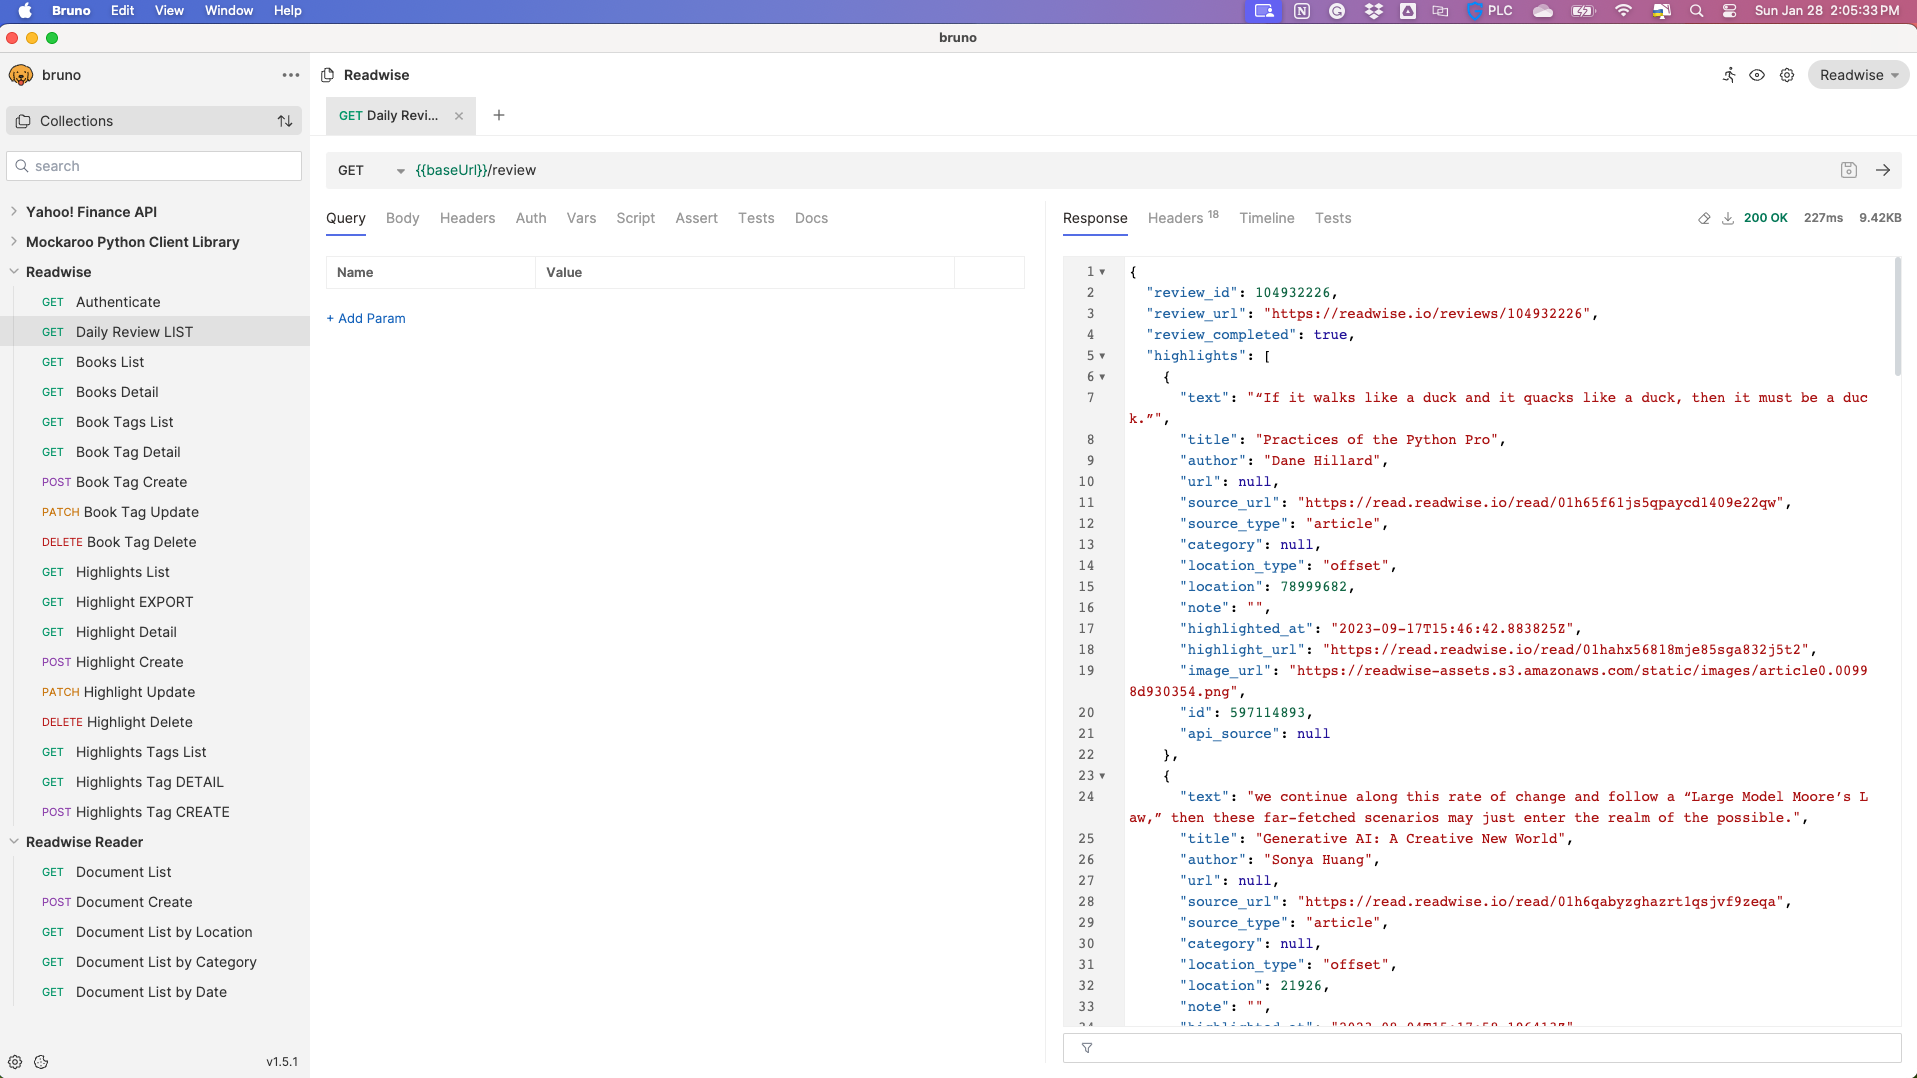 Bruno Edit View Window Help PLC Sun Jan 28 2:05:33 PM
bruno
bruno
Readwise
Readwise
Collections
GET Daily Revi...
search
GET {{baseUrl}}/review
Yahoo! Finance API
Mockaroo Python Client Library
Readwise
GET Authenticate
GET Daily Review LIST
GET Books List
GET Books Detail
GET Book Tags List
GET Book Tag Detail
POST Book Tag Create
PATCH Book Tag Update
DELETE Book Tag Delete
GET Highlights List
GET Highlight EXPORT
GET Highlight Detail
POST Highlight Create
PATCH Highlight Update
DELETE Highlight Delete
GET Highlights Tags List
GET Highlights Tag DETAIL
POST Highlights Tag CREATE
Readwise Reader
GET Document List
POST Document Create
GET Document List by Location
GET Document List by Category
GET Document List by Date
v1.5.1
Query Body Headers Auth Vars Script Assert Tests Docs
Name Value
+ Add Param
Response Headers 18 Timeline Tests 200 OK 227ms 9.42KB
1 {
2 "review_id": 104932226,
3 "review_url": "https://readwise.io/reviews/104932226",
4 "review_completed": true,
5 "highlights": [
6 {
7 "text": "“If it walks like a duck and it quacks like a duck, then it must be a duc
k.”",
8 "title": "Practices of the Python Pro",
9 "author": "Dane Hillard",
10 "url": null,
11 "source_url": "https://read.readwise.io/read/01h65f61js5qpaycd1409e22qw",
12 "source_type": "article",
13 "category": null,
14 "location_type": "offset",
15 "location": 78999682,
16 "note": "",
17 "highlighted_at": "2023-09-17T15:46:42.883825Z",
18 "highlight_url": "https://read.readwise.io/read/01hahx56818mje85sga832j5t2",
19 "image_url": "https://readwise-assets.s3.amazonaws.com/static/images/article0.0099
8d930354.png",
20 "id": 597114893,
21 "api_source": null
22 },
23 {
24 "text": "we continue along this rate of change and follow a “Large Model Moore’s L
aw,” then these far-fetched scenarios may just enter the realm of the possible.",
25 "title": "Generative AI: A Creative New World",
26 "author": "Sonya Huang",
27 "url": null,
28 "source_url": "https://read.readwise.io/read/01h6qabyzghazrt1qsjvf9zeqa",
29 "source_type": "article",
30 "category": null,
31 "location_type": "offset",
32 "location": 21926,
33 "note": "",